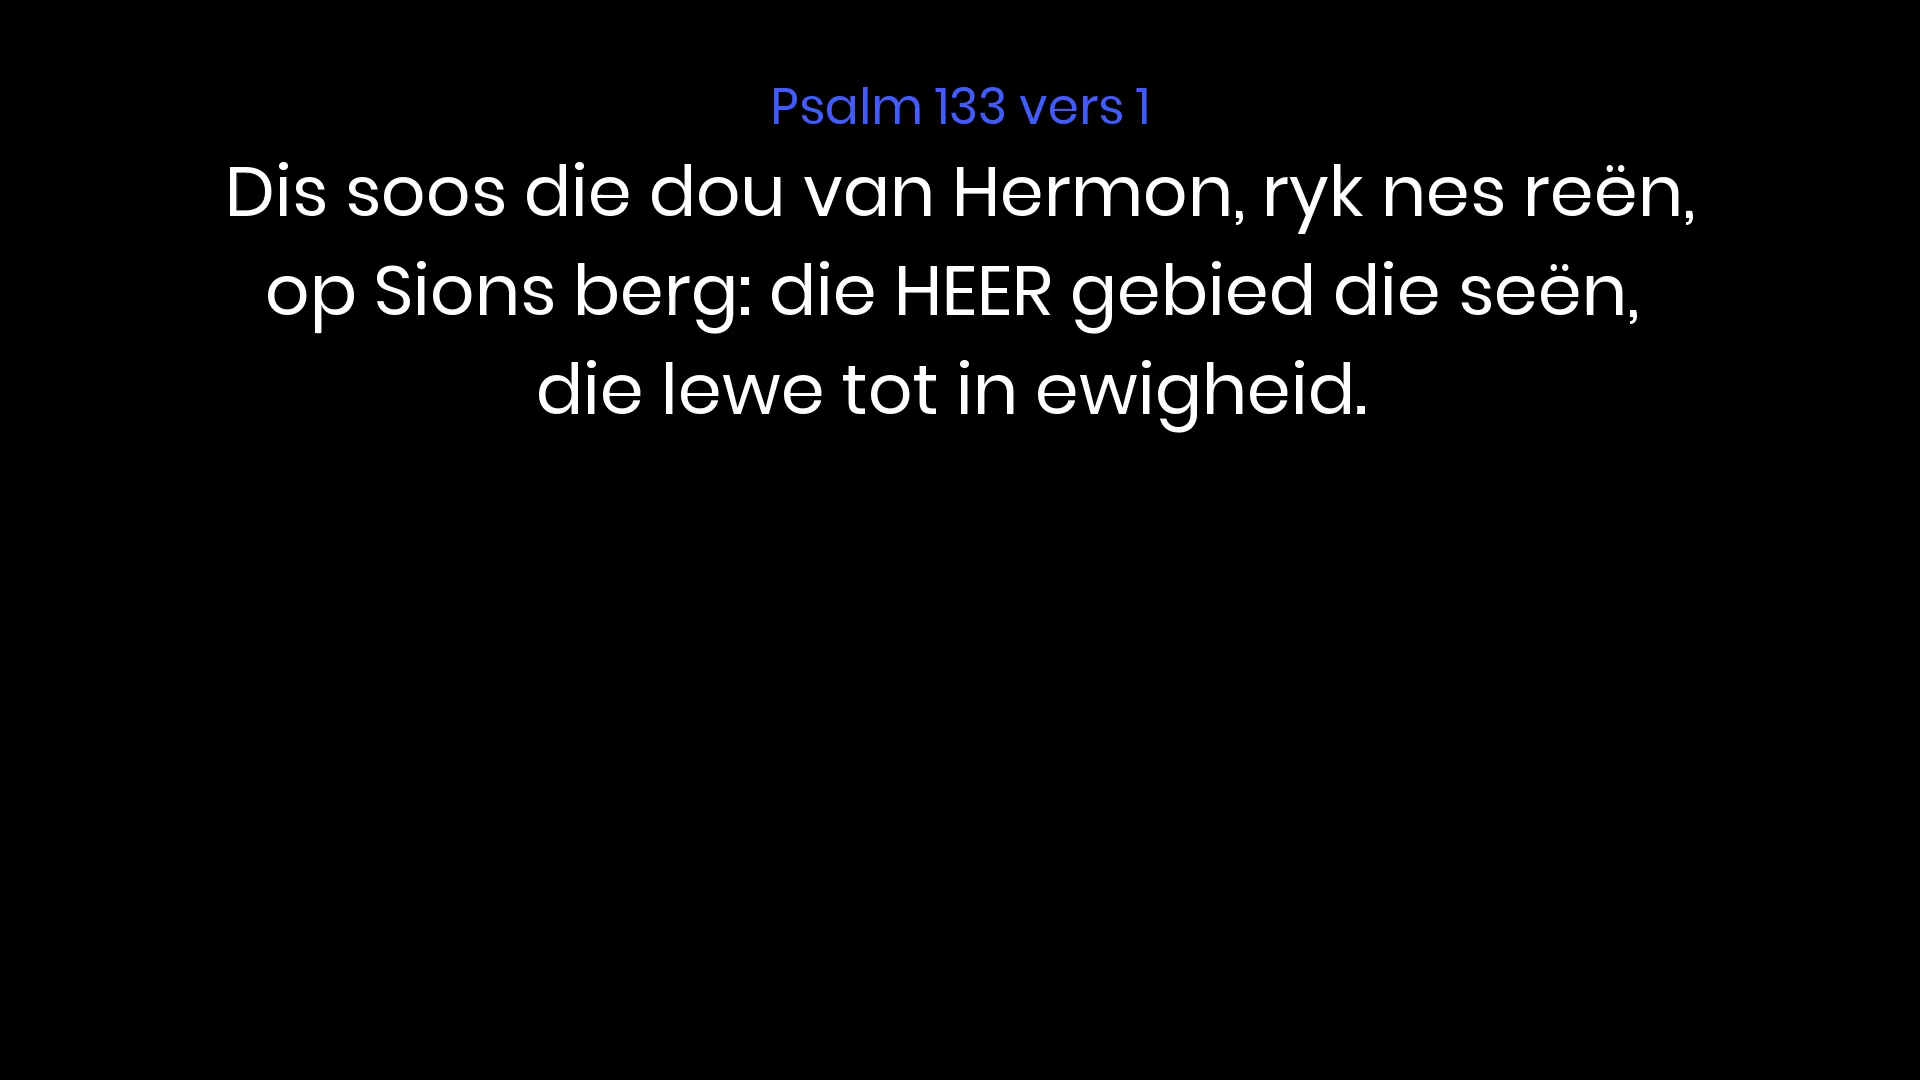 Psalm 133 vers 1
Dis soos die dou van Hermon, ryk nes reën,
op Sions berg: die HEER gebied die seën,
die lewe tot in ewigheid.